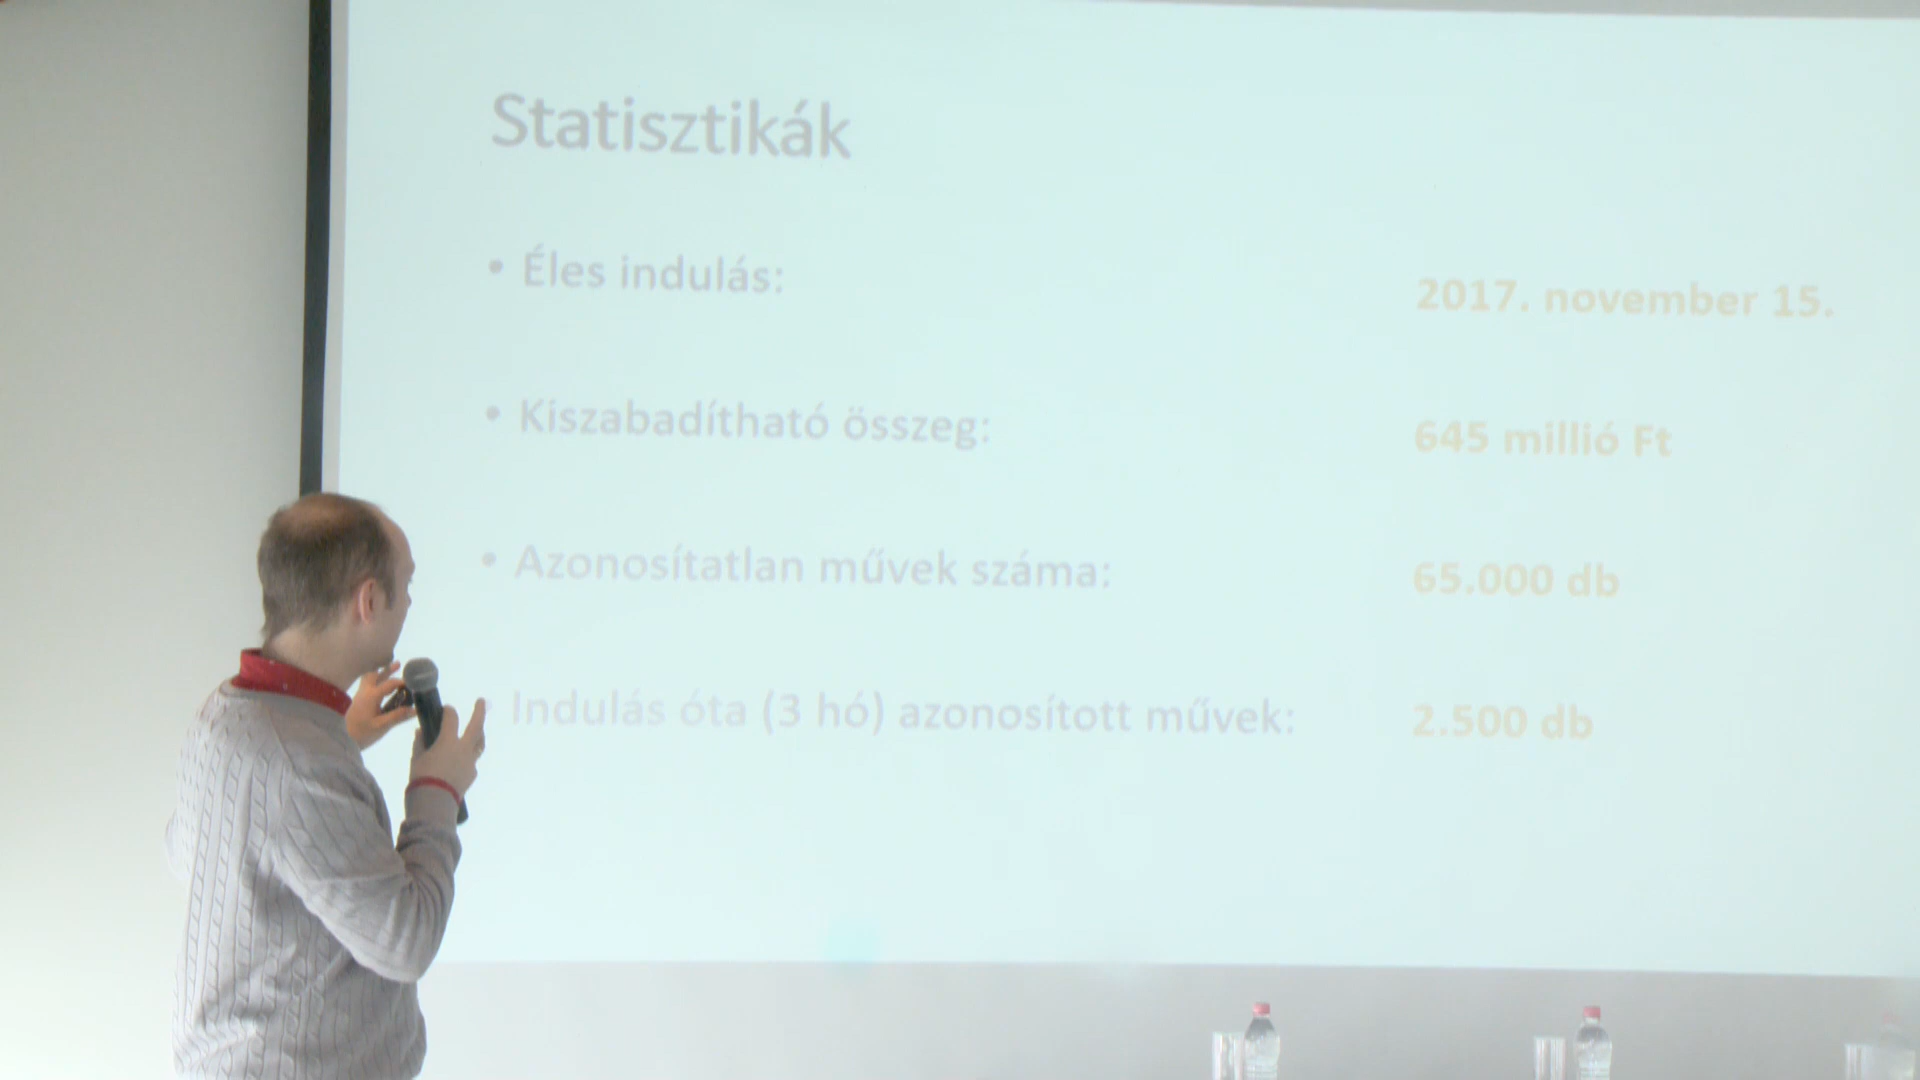 Statisztikák
• Éles indulás: 2017. november 15.
• Kiszabadítható összeg: 645 millió Ft
• Azonosítatlan művek száma: 65.000 db
• Indulás óta (3 hó) azonosított művek: 2.500 db